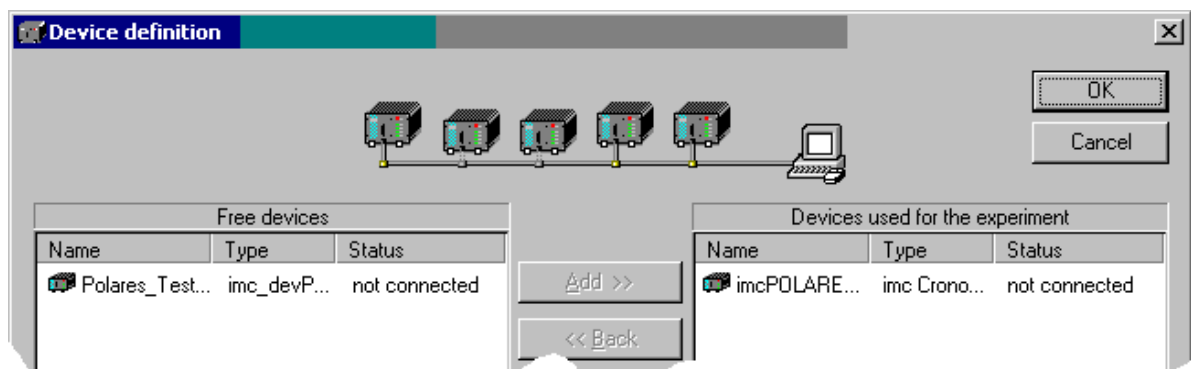 Device definition
OK
Cancel
Free devices
Name Type Status
Polares_Test... imc_devP... not connected
Add >>
<< Back
Devices used for the experiment
Name Type Status
imcPOLARE... imc Crono... not connected